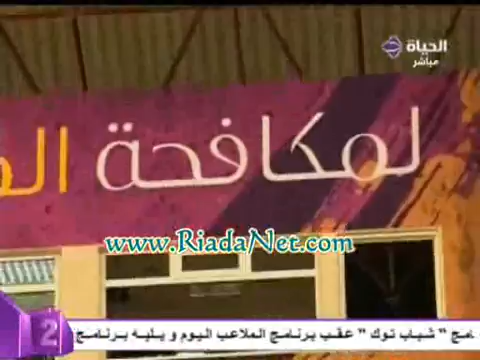 الحياة
مباشر
لمكافحة
www.RiadaNet.com
2
" شباب توك " عقب برنامج الملاعب اليوم و يليه برنامج